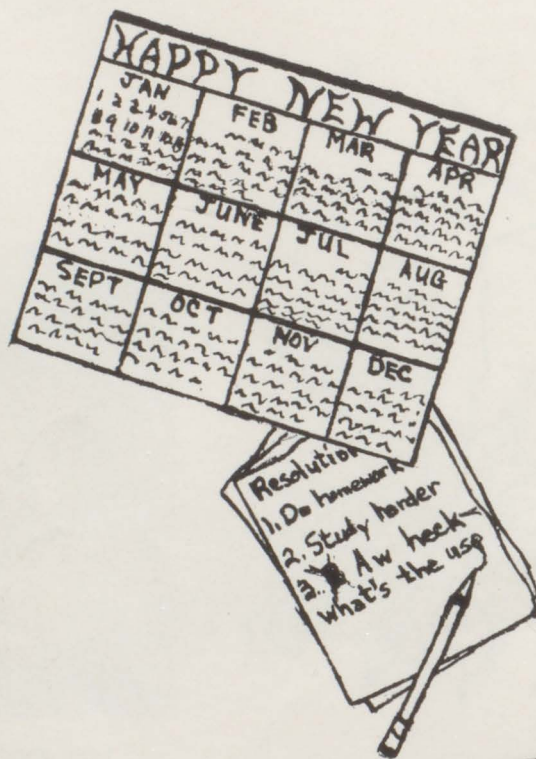 HAPPY NEW YEAR
JAN
FEB
MAR
APR
MAY
JUNE
JUL
AUG
SEPT
OCT
NOV
DEC
Resolution
1. Do homework
2. Study harder
3. Aw heck—
what's the use